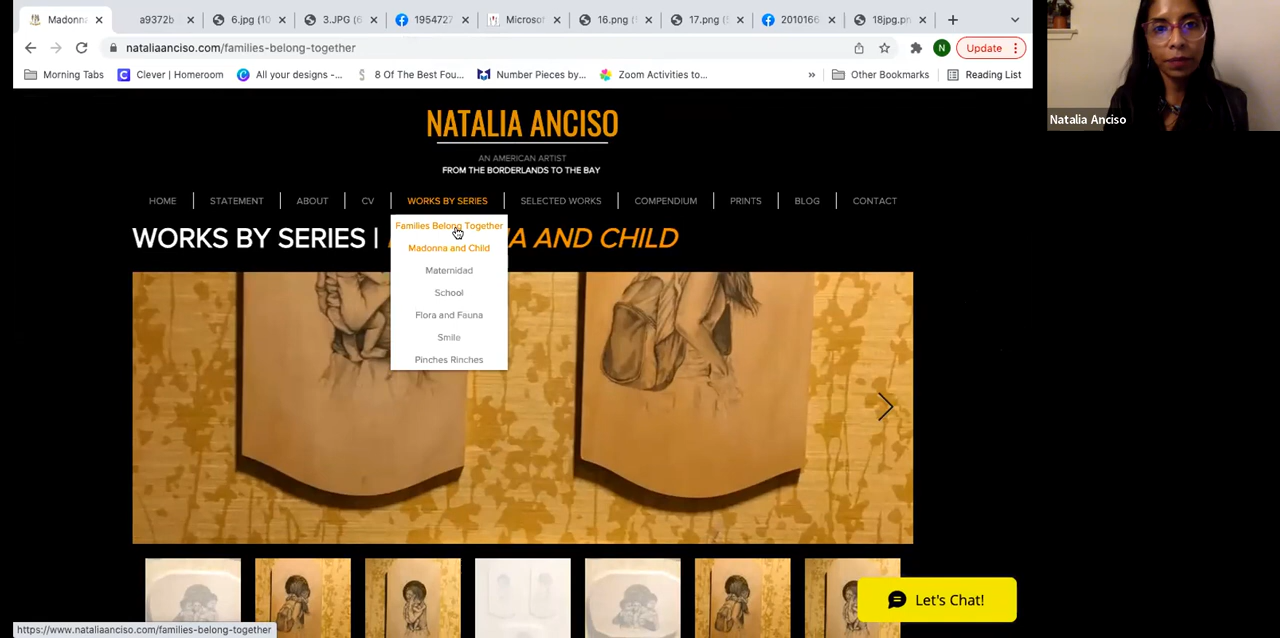 Madonna a9372b 6.jpg (10 3.JPG (6 1954727 Microsof 16.png ( 17.png ( 2010166 18jpg.pn
nataliaanciso.com/families-belong-together N Update
Morning Tabs Clever | Homeroom All your designs -... 8 Of The Best Fou... Number Pieces by... Zoom Activities to... » Other Bookmarks Reading List
Natalia Anciso
NATALIA ANCISO
AN AMERICAN ARTIST
FROM THE BORDERLANDS TO THE BAY
HOME STATEMENT ABOUT CV WORKS BY SERIES SELECTED WORKS COMPENDIUM PRINTS BLOG CONTACT
Families Belong Together
WORKS BY SERIES | A AND CHILD
Madonna and Child
Maternidad
School
Flora and Fauna
Smile
Pinches Rinches
Let's Chat!
https://www.nataliaanciso.com/families-belong-together